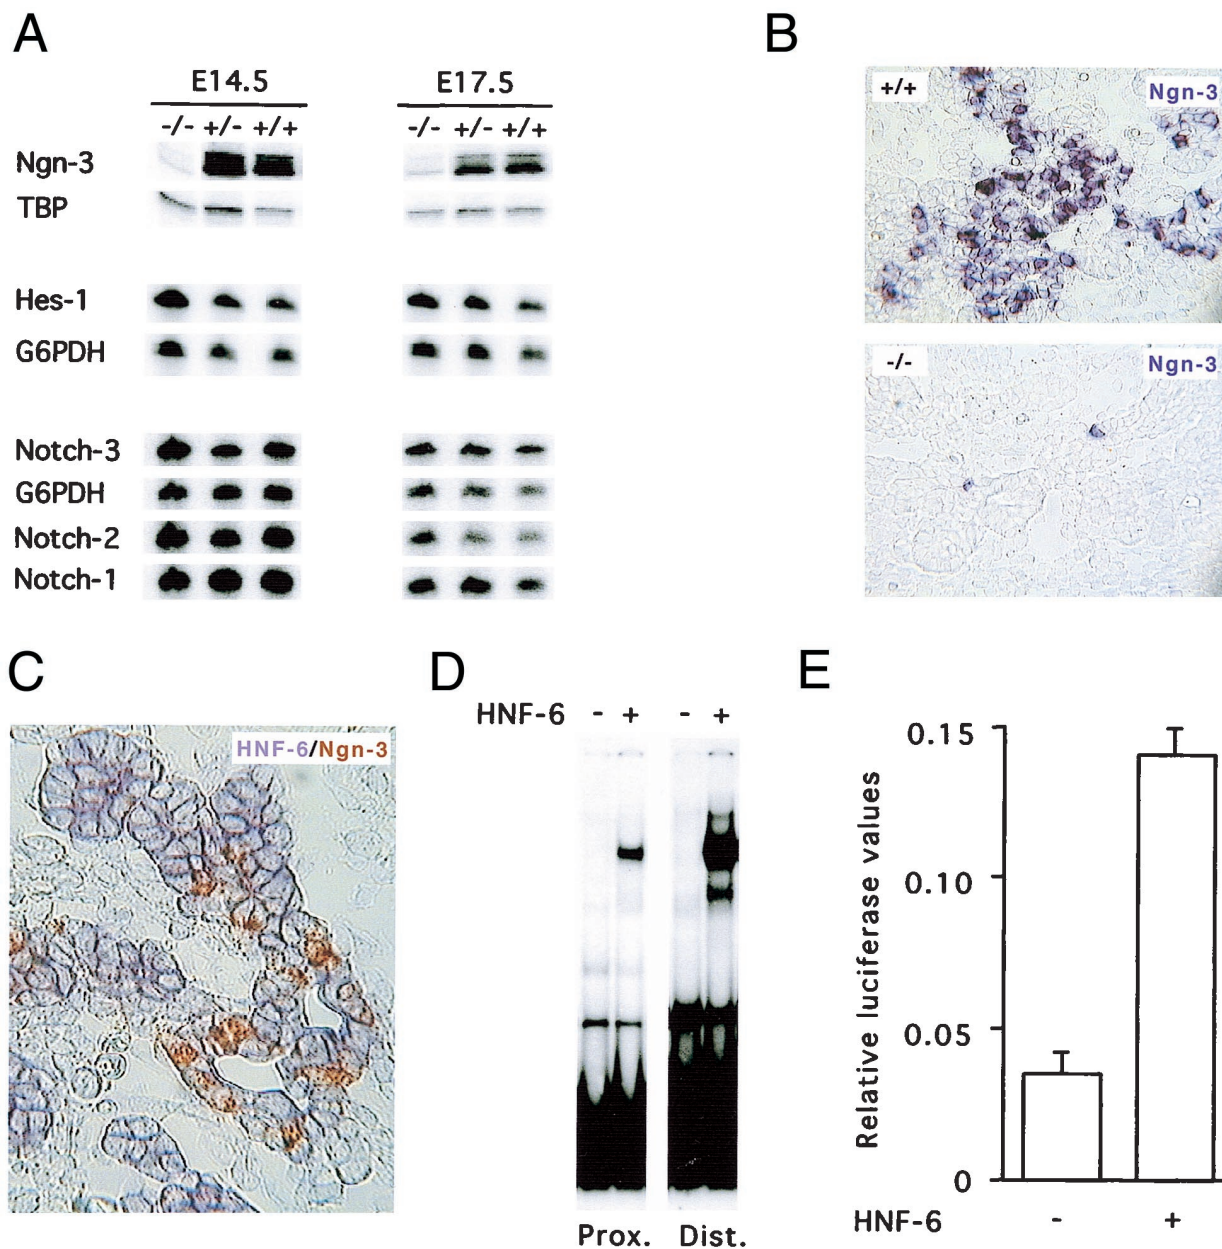 A
E14.5 E17.5
-/- +/- +/+ -/- +/- +/+
Ngn-3
TBP
Hes-1
G6PDH
Notch-3
G6PDH
Notch-2
Notch-1
B
+/+ Ngn-3
-/- Ngn-3
C
HNF-6/Ngn-3
D
HNF-6 - + - +
Prox. Dist.
E
Relative luciferase values
0.15
0.10
0.05
0
HNF-6 - +